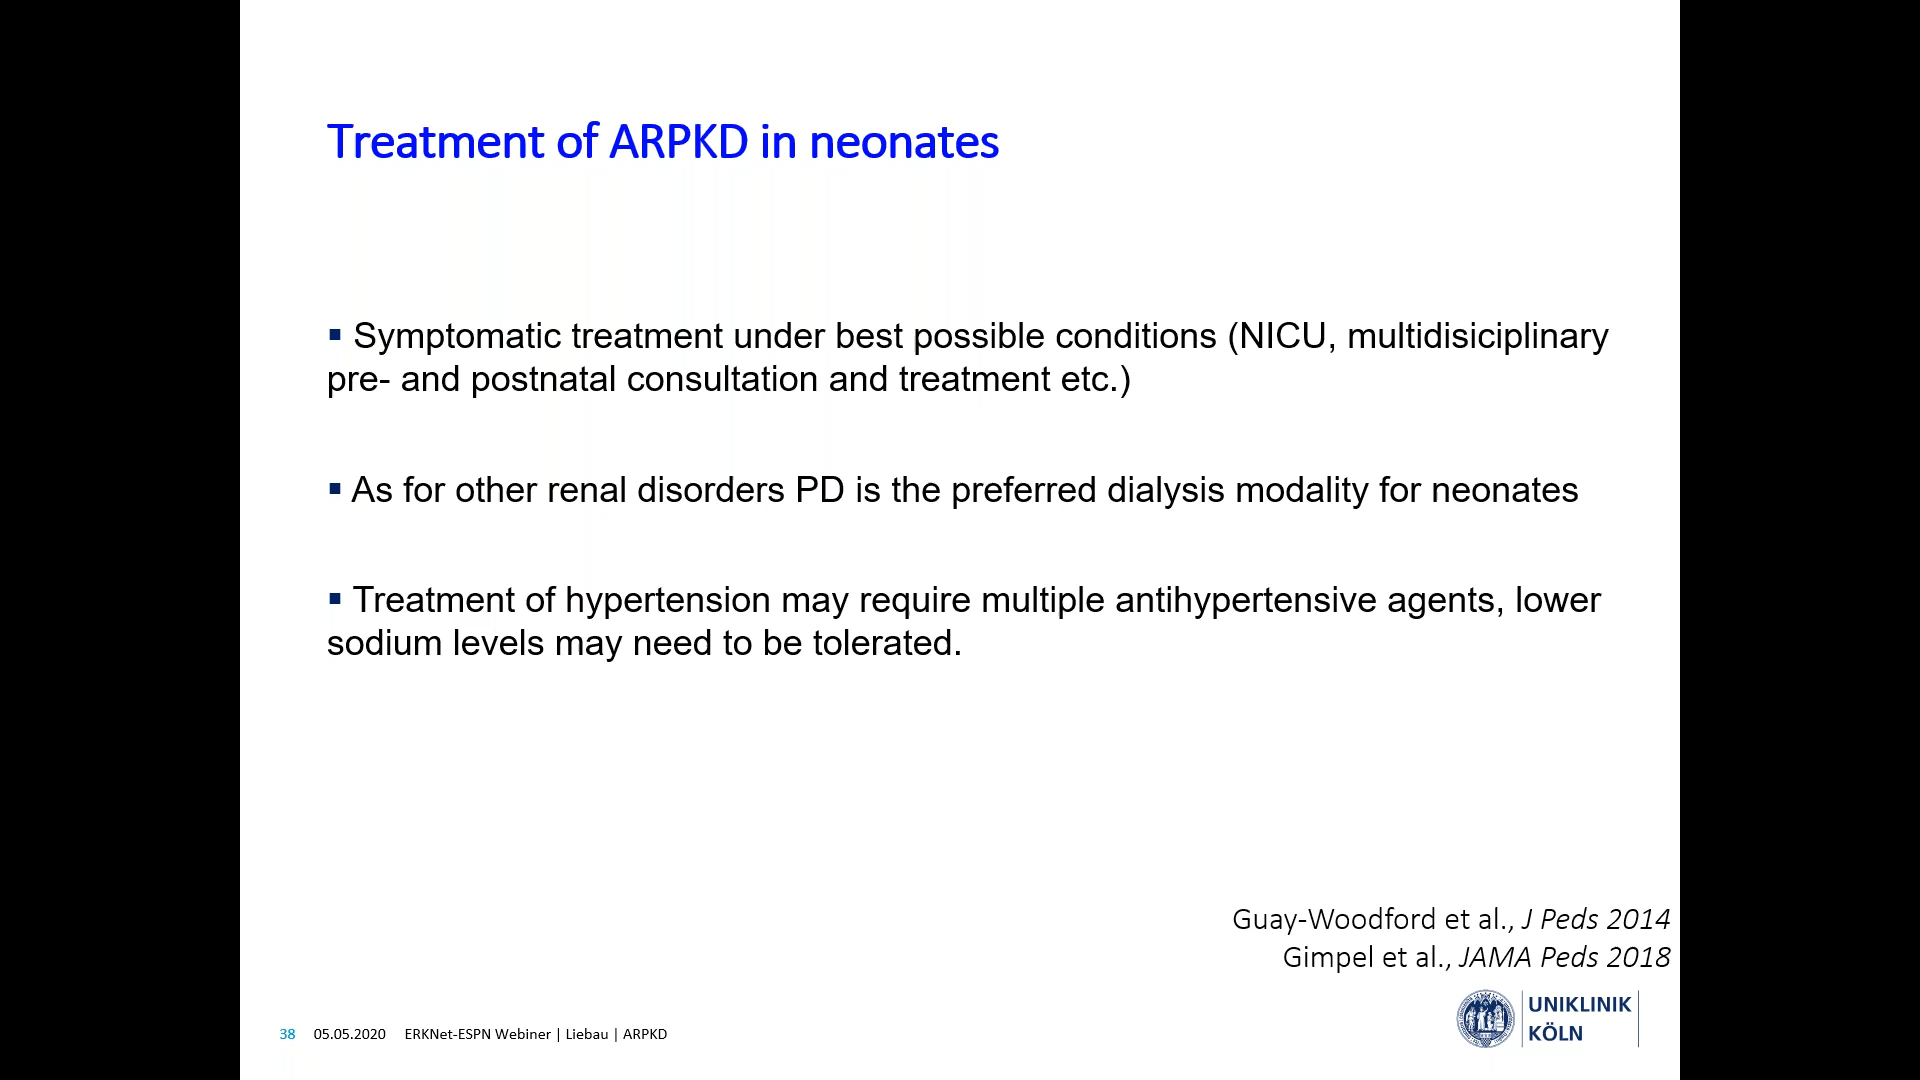 Treatment of ARPKD in neonates
▪ Symptomatic treatment under best possible conditions (NICU, multidisiciplinary
pre- and postnatal consultation and treatment etc.)
▪ As for other renal disorders PD is the preferred dialysis modality for neonates
▪ Treatment of hypertension may require multiple antihypertensive agents, lower
sodium levels may need to be tolerated.
Guay-Woodford et al., J Peds 2014
Gimpel et al., JAMA Peds 2018
38 05.05.2020 ERKNet-ESPN Webiner | Liebau | ARPKD
UNIKLINIK
KÖLN